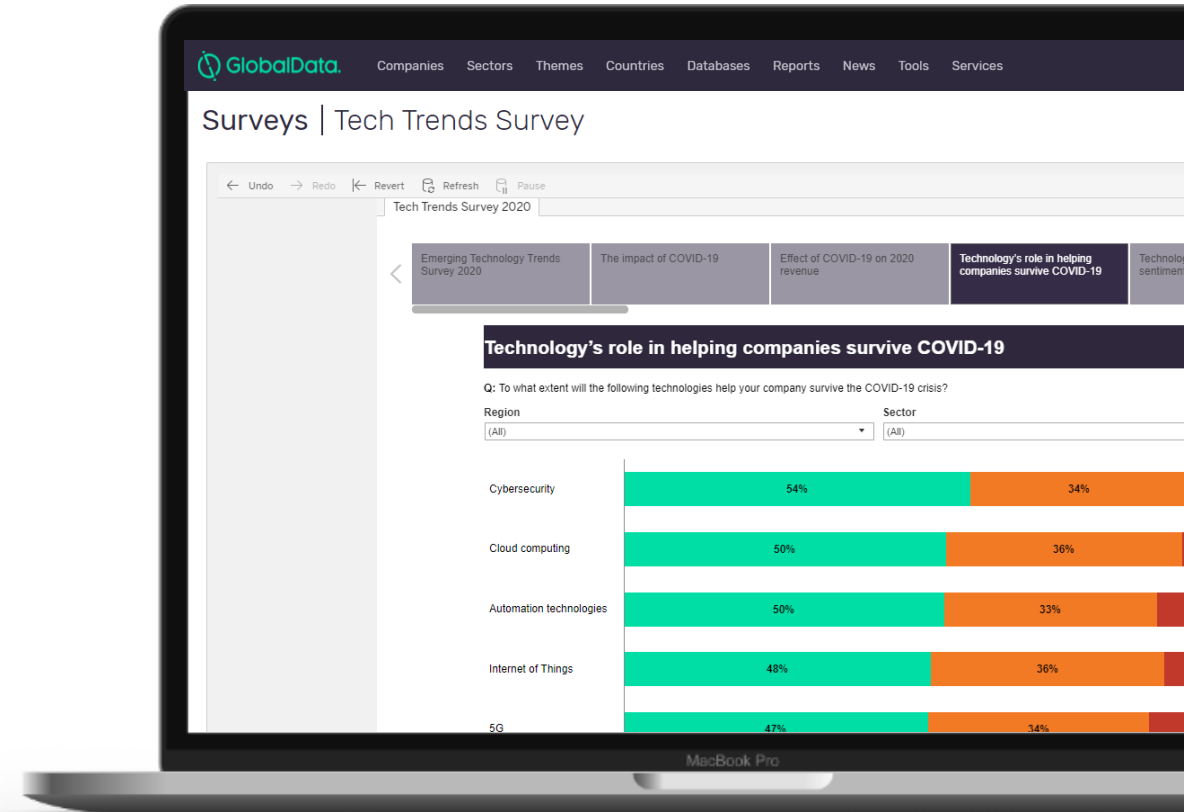 GlobalData.
Companies Sectors Themes Countries Databases Reports News Tools Services
Surveys | Tech Trends Survey
Undo Redo Revert Refresh Pause
Tech Trends Survey 2020
Emerging Technology Trends
Survey 2020
The impact of COVID-19
Effect of COVID-19 on 2020
revenue
Technology's role in helping
companies survive COVID-19
Technolog
sentiment
Technology's role in helping companies survive COVID-19
Q: To what extent will the following technologies help your company survive the COVID-19 crisis?
Region Sector
(All) (All)
Cybersecurity 54% 34%
Cloud computing 50% 36%
Automation technologies 50% 33%
Internet of Things 48% 36%
5G 47% 34%
MacBook Pro